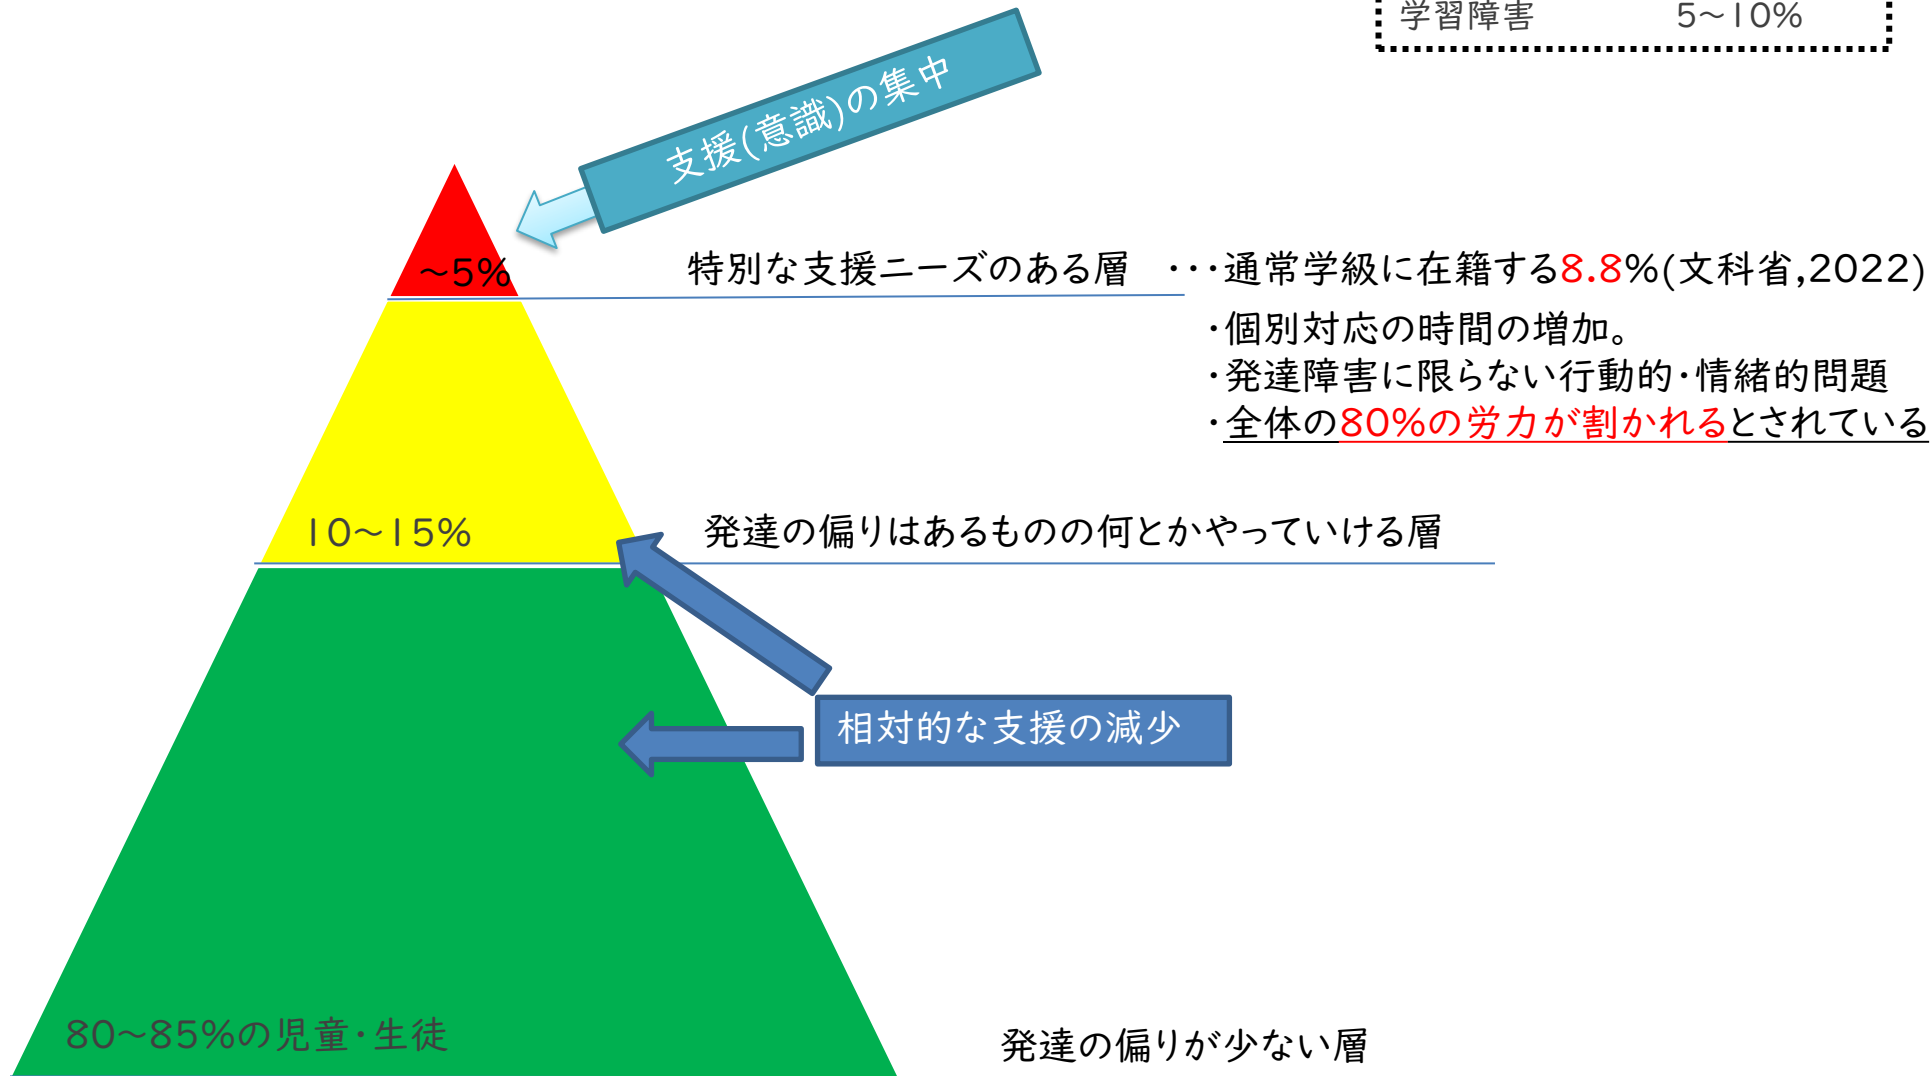 学習障害 5~10%
支援(意識)の集中
~5%
特別な支援ニーズのある層 ・・・通常学級に在籍する8.8%(文科省,2022)
・個別対応の時間の増加。
・発達障害に限らない行動的・情緒的問題
・全体の80%の労力が割かれるとされている
10~15%
発達の偏りはあるものの何とかやっていける層
相対的な支援の減少
80~85%の児童・生徒
発達の偏りが少ない層